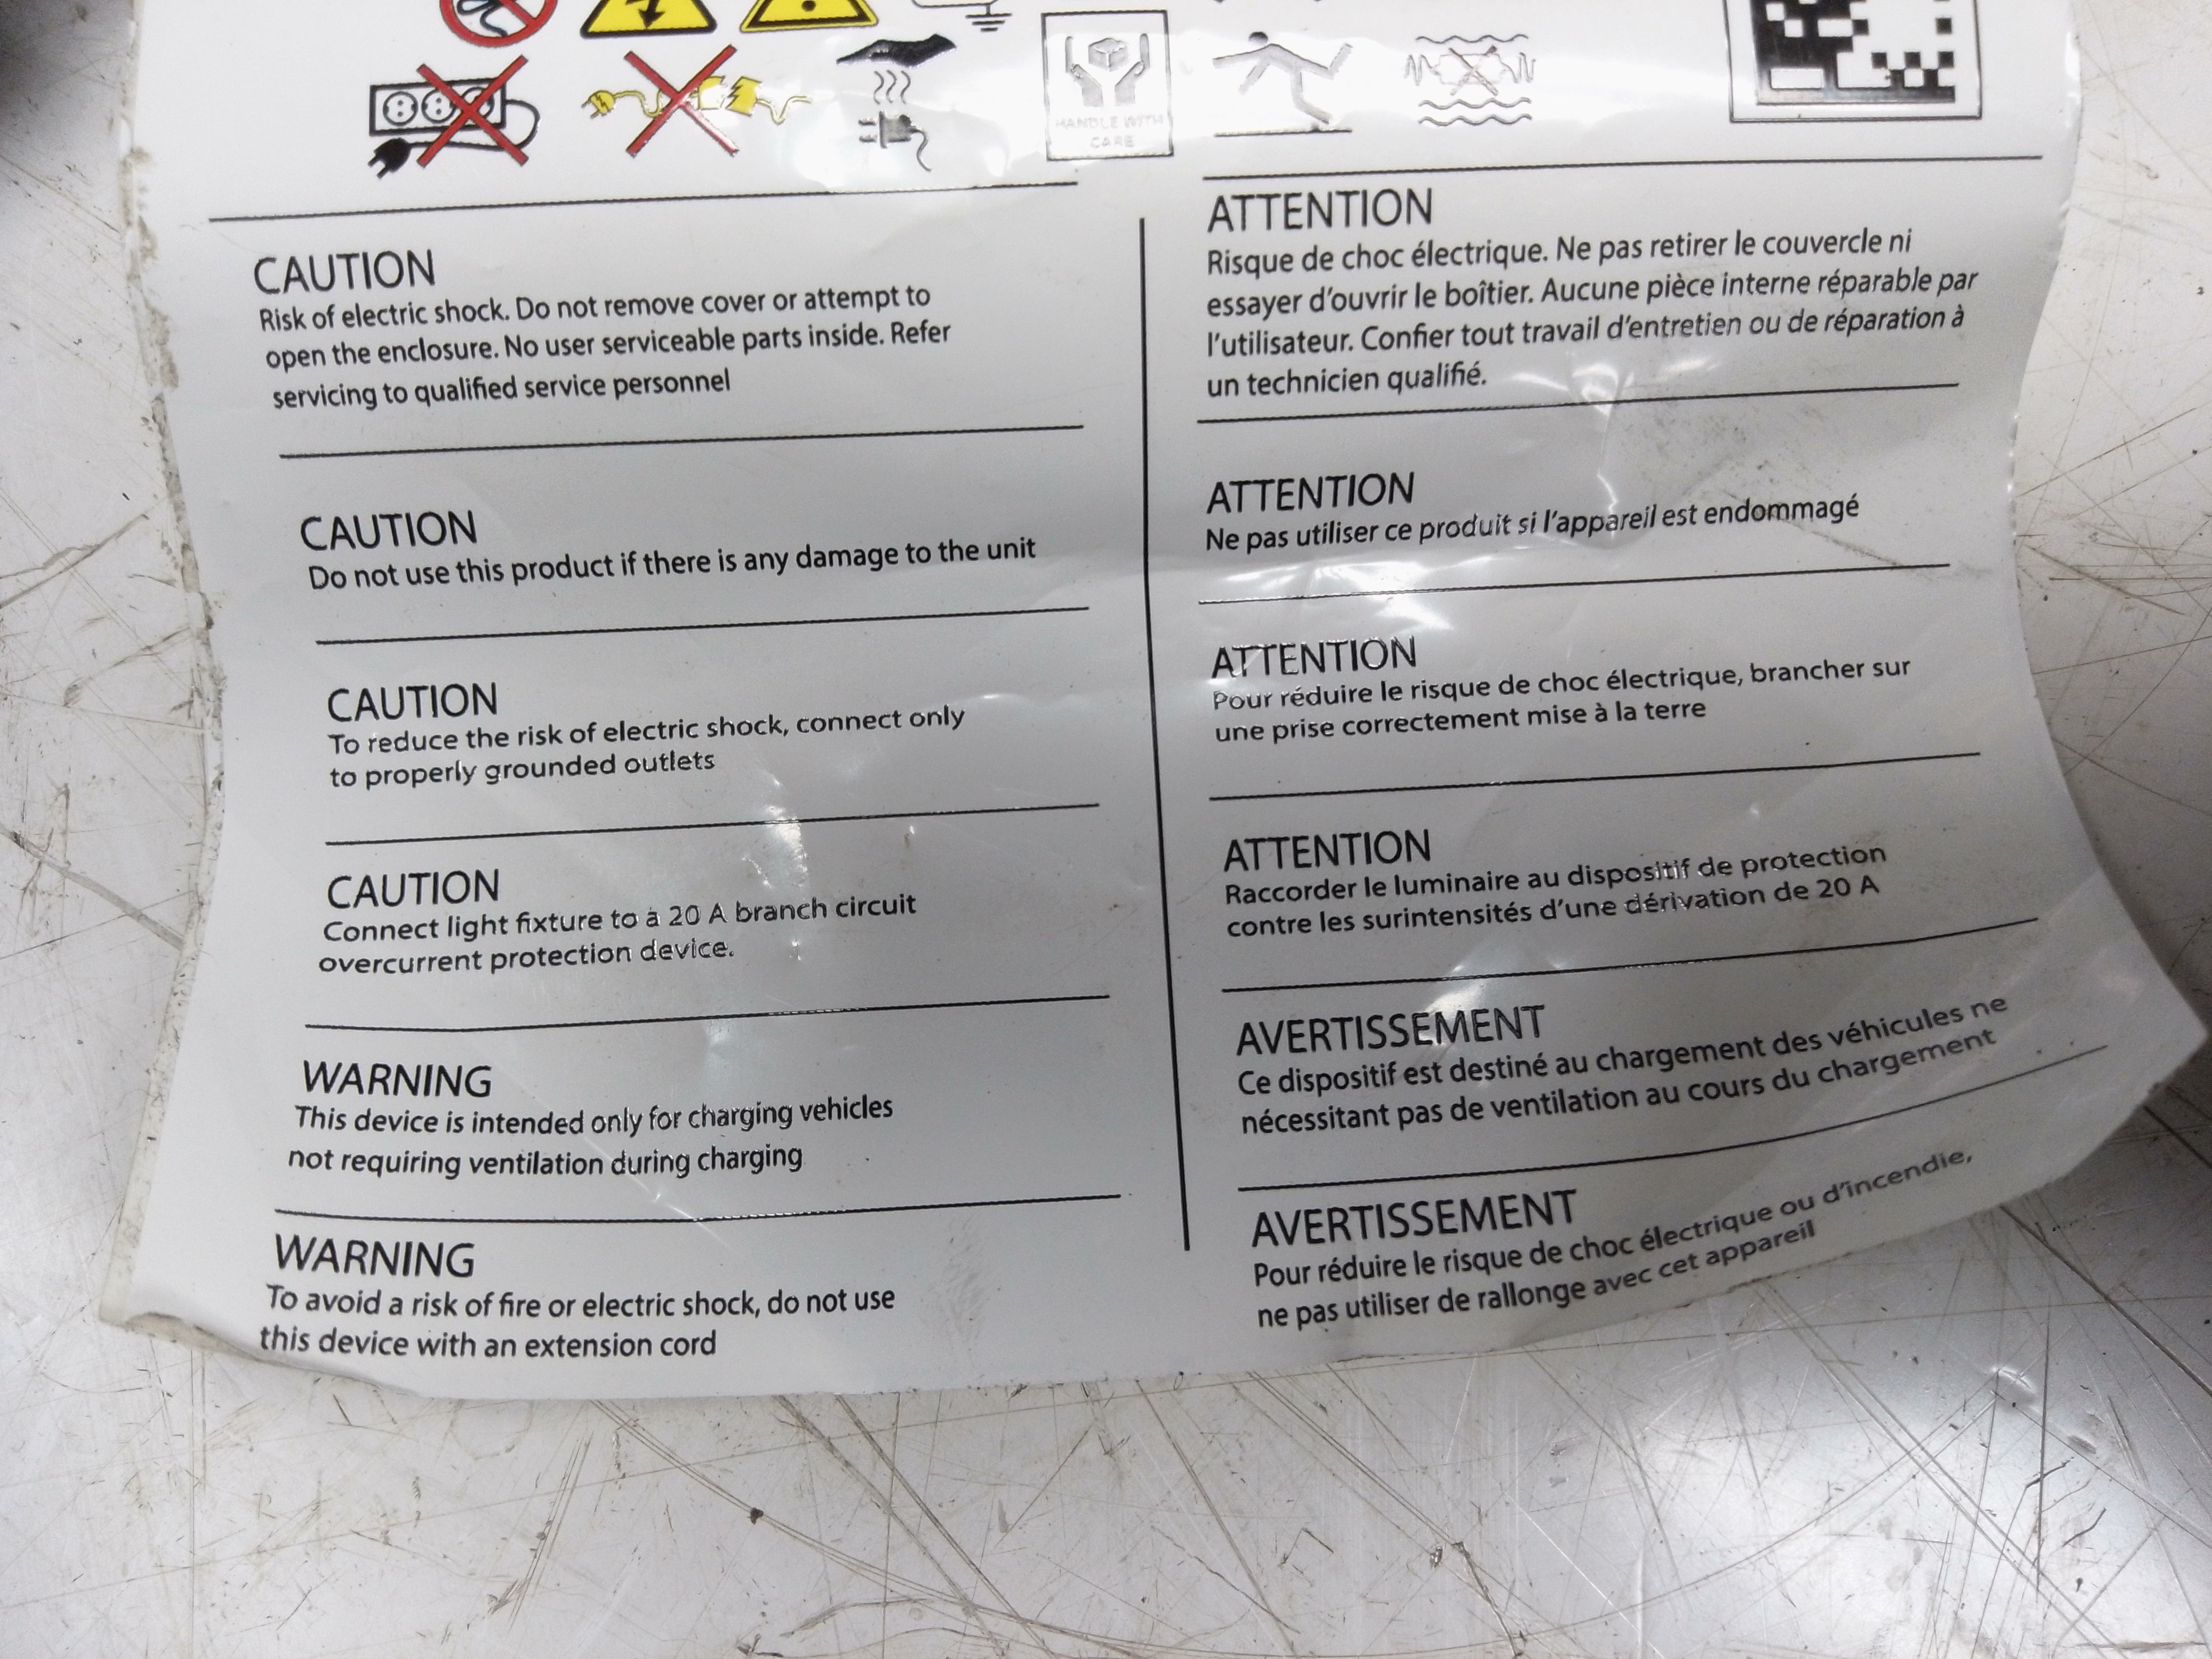 HANDLE WITH
CARE
CAUTION
Risk of electric shock. Do not remove cover or attempt to
open the enclosure. No user serviceable parts inside. Refer
servicing to qualified service personnel
CAUTION
Do not use this product if there is any damage to the unit
CAUTION
To reduce the risk of electric shock, connect only
to properly grounded outlets
CAUTION
Connect light fixture to a 20 A branch circuit
overcurrent protection device.
WARNING
This device is intended only for charging vehicles
not requiring ventilation during charging
WARNING
To avoid a risk of fire or electric shock, do not use
this device with an extension cord
ATTENTION
Risque de choc électrique. Ne pas retirer le couvercle ni
essayer d'ouvrir le boîtier. Aucune pièce interne réparable par
l'utilisateur. Confier tout travail d'entretien ou de réparation à
un technicien qualifié.
ATTENTION
Ne pas utiliser ce produit si l'appareil est endommagé
ATTENTION
Pour réduire le risque de choc électrique, brancher sur
une prise correctement mise à la terre
ATTENTION
Raccorder le luminaire au dispositif de protection
contre les surintensités d'une dérivation de 20 A
AVERTISSEMENT
Ce dispositif est destiné au chargement des véhicules ne
nécessitant pas de ventilation au cours du chargement
AVERTISSEMENT
Pour réduire le risque de choc électrique ou d'incendie,
ne pas utiliser de rallonge avec cet appareil